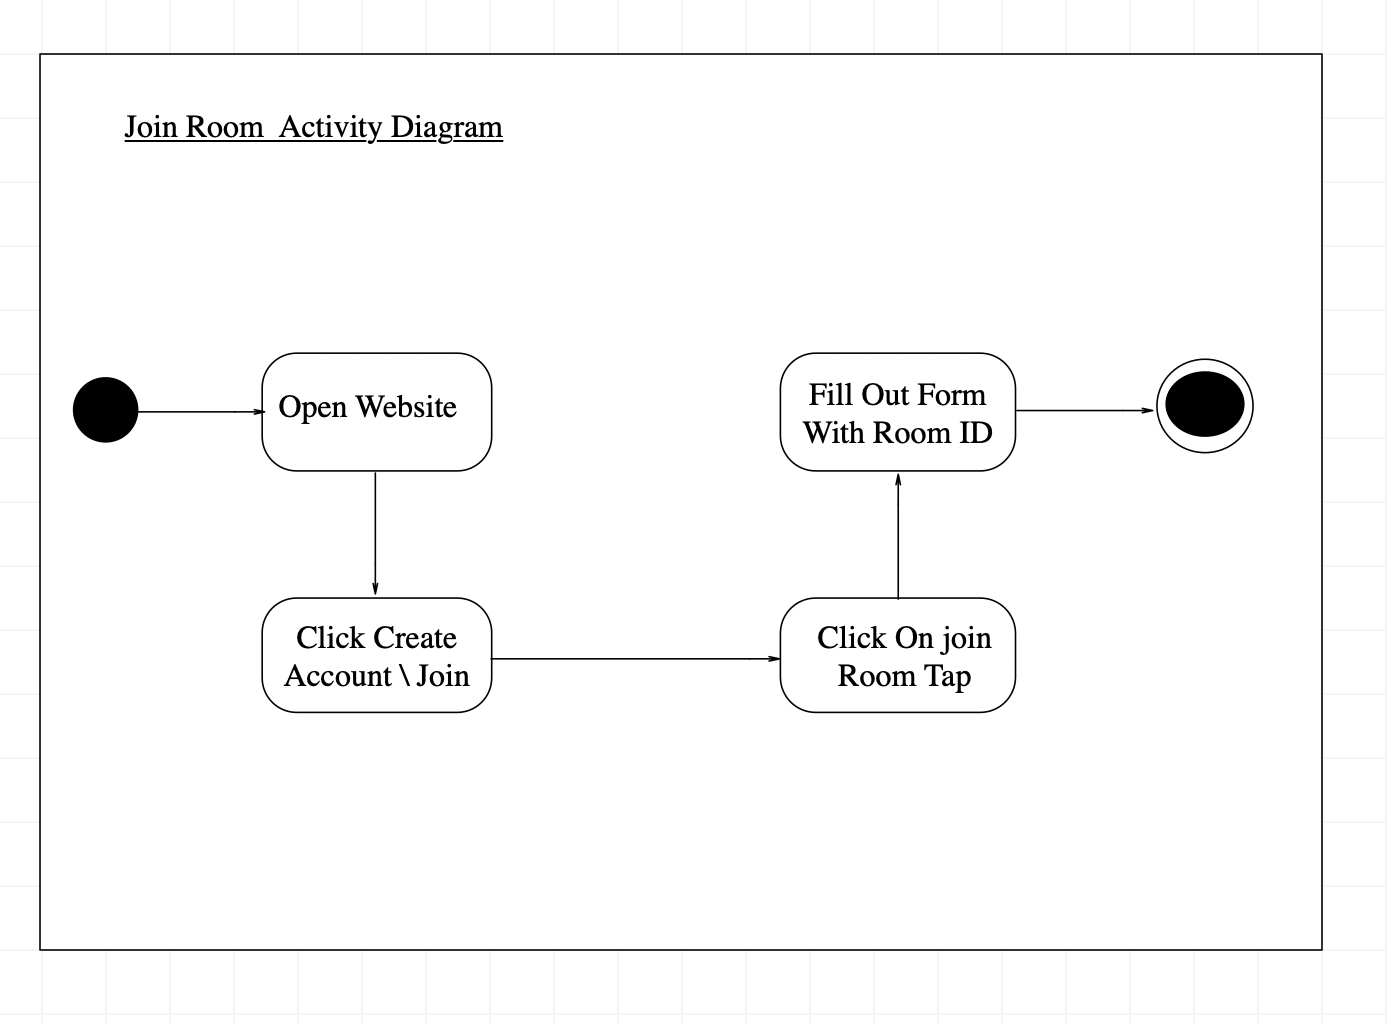 Join Room  Activity Diagram
Open Website
Click Create
Account \ Join
Click On join
Room Tap
Fill Out Form
With Room ID